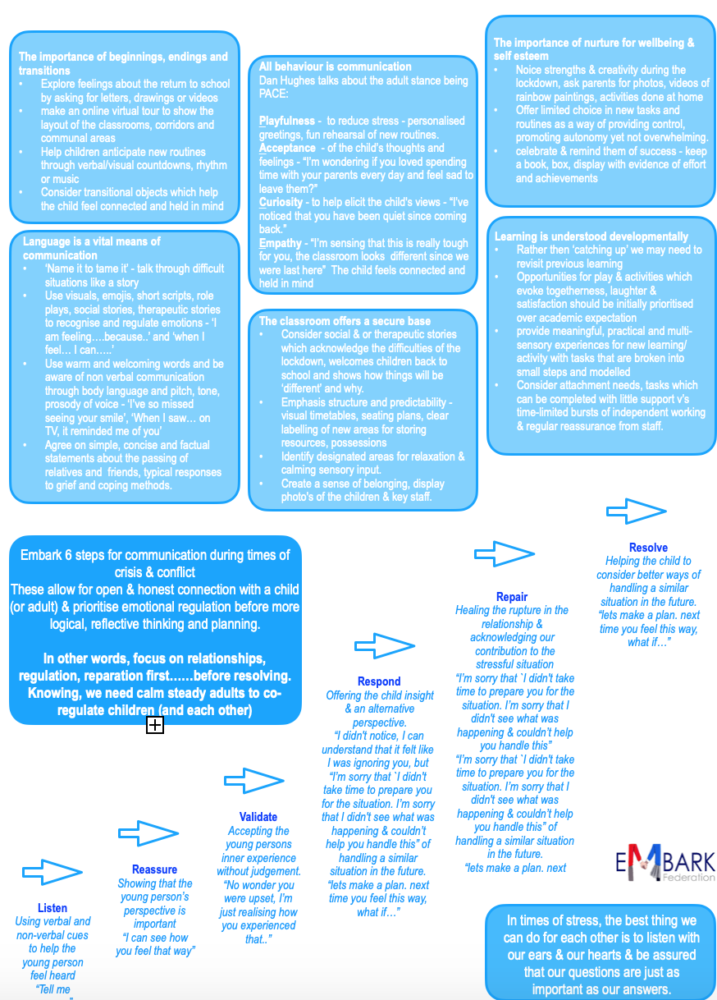 The importance of beginnings, endings and
transitions
• Explore feelings about the return to school
by asking for letters, drawings or videos
• make an online virtual tour to show the
layout of the classrooms, corridors and
communal areas
• Help children anticipate new routines
through verbal/visual countdowns, rhythm
or music
• Consider transitional objects which help
the child feel connected and held in mind
Language is a vital means of
communication
• ‘Name it to tame it’ - talk through difficult
situations like a story
• Use visuals, emojis, short scripts, role
plays, social stories, therapeutic stories
to recognise and regulate emotions - ‘I
am feeling….because..’ and ‘when I
feel… I can…..’
• Use warm and welcoming words and be
aware of non verbal communication
through body language and pitch, tone,
prosody of voice - ‘I’ve so missed
seeing your smile’, ‘When I saw… on
TV, it reminded me of you’
• Agree on simple, concise and factual
statements about the passing of
relatives and friends, typical responses
to grief and coping methods.
All behaviour is communication
Dan Hughes talks about the adult stance being
PACE:
Playfulness - to reduce stress - personalised
greetings, fun rehearsal of new routines.
Acceptance - of the child’s thoughts and
feelings - “I’m wondering if you loved spending
time with your parents every day and feel sad to
leave them?”
Curiosity - to help elicit the child’s views - “I’ve
noticed that you have been quiet since coming
back.”
Empathy - “I’m sensing that this is really tough
for you, the classroom looks different since we
were last here” The child feels connected and
held in mind
The classroom offers a secure base
• Consider social & or therapeutic stories
which acknowledge the difficulties of the
lockdown, welcomes children back to
school and shows how things will be
‘different’ and why.
• Emphasis structure and predictability -
visual timetables, seating plans, clear
labelling of new areas for storing
resources, possessions
• Identify designated areas for relaxation &
calming sensory input.
• Create a sense of belonging, display
photo's of the children & key staff.
The importance of nurture for wellbeing &
self esteem
• Noice strengths & creativity during the
lockdown, ask parents for photos, videos of
rainbow paintings, activities done at home
• Offer limited choice in new tasks and
routines as a way of providing control,
promoting autonomy yet not overwhelming.
• celebrate & remind them of success - keep
a book, box, display with evidence of effort
and achievements
Learning is understood developmentally
• Rather then ‘catching up’ we may need to
revisit previous learning
• Opportunities for play & activities which
evoke togetherness, laughter &
satisfaction should be initially prioritised
over academic expectation
• provide meaningful, practical and multi-
sensory experiences for new learning/
activity with tasks that are broken into
small steps and modelled
• Consider attachment needs, tasks which
can be completed with little support v's
time-limited bursts of independent working
& regular reassurance from staff.
Embark 6 steps for communication during times of
crisis & conflict
These allow for open & honest connection with a child
(or adult) & prioritise emotional regulation before more
logical, reflective thinking and planning.
In other words, focus on relationships,
regulation, reparation first……before resolving.
Knowing, we need calm steady adults to co-
regulate children (and each other)
Listen
Using verbal and
non-verbal cues
to help the
young person
feel heard
“Tell me
Reassure
Showing that the
young person’s
perspective is
important
“I can see how
you feel that way”
Validate
Accepting the
young persons
inner experience
without judgement.
“No wonder you
were upset, I’m
just realising how
you experienced
that..”
Respond
Offering the child insight
& an alternative
perspective.
“I didn't notice, I can
understand that it felt like
I was ignoring you, but
“I’m sorry that `I didn't
take time to prepare you
for the situation. I’m sorry
that I didn't see what was
happening & couldn’t
help you handle this” of
handling a similar
situation in the future.
“lets make a plan. next
time you feel this way,
what if…”
Repair
Healing the rupture in the
relationship &
acknowledging our
contribution to the
stressful situation
“I’m sorry that `I didn't take
time to prepare you for the
situation. I’m sorry that I
didn't see what was
happening & couldn’t help
you handle this”
“I’m sorry that `I didn't take
time to prepare you for the
situation. I’m sorry that I
didn't see what was
happening & couldn’t help
you handle this” of
handling a similar situation
in the future.
“lets make a plan. next
Resolve
Helping the child to
consider better ways of
handling a similar
situation in the future.
“lets make a plan. next
time you feel this way,
what if…”
EMBARK
Federation
In times of stress, the best thing we
can do for each other is to listen with
our ears & our hearts & be assured
that our questions are just as
important as our answers.